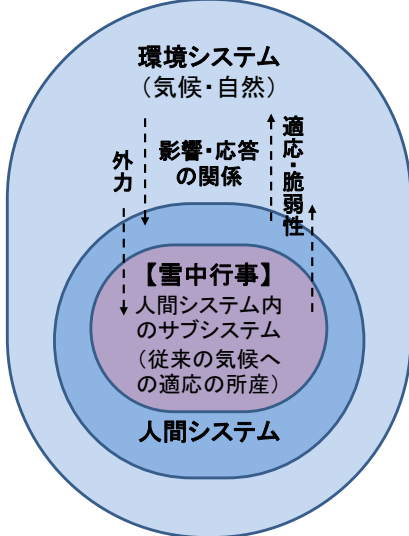 環境システム
（気候・自然）
外力
影響・応答
の関係
適応・脆弱性
【雪中行事】
人間システム内
のサブシステム
（従来の気候へ
の適応の所産）
人間システム